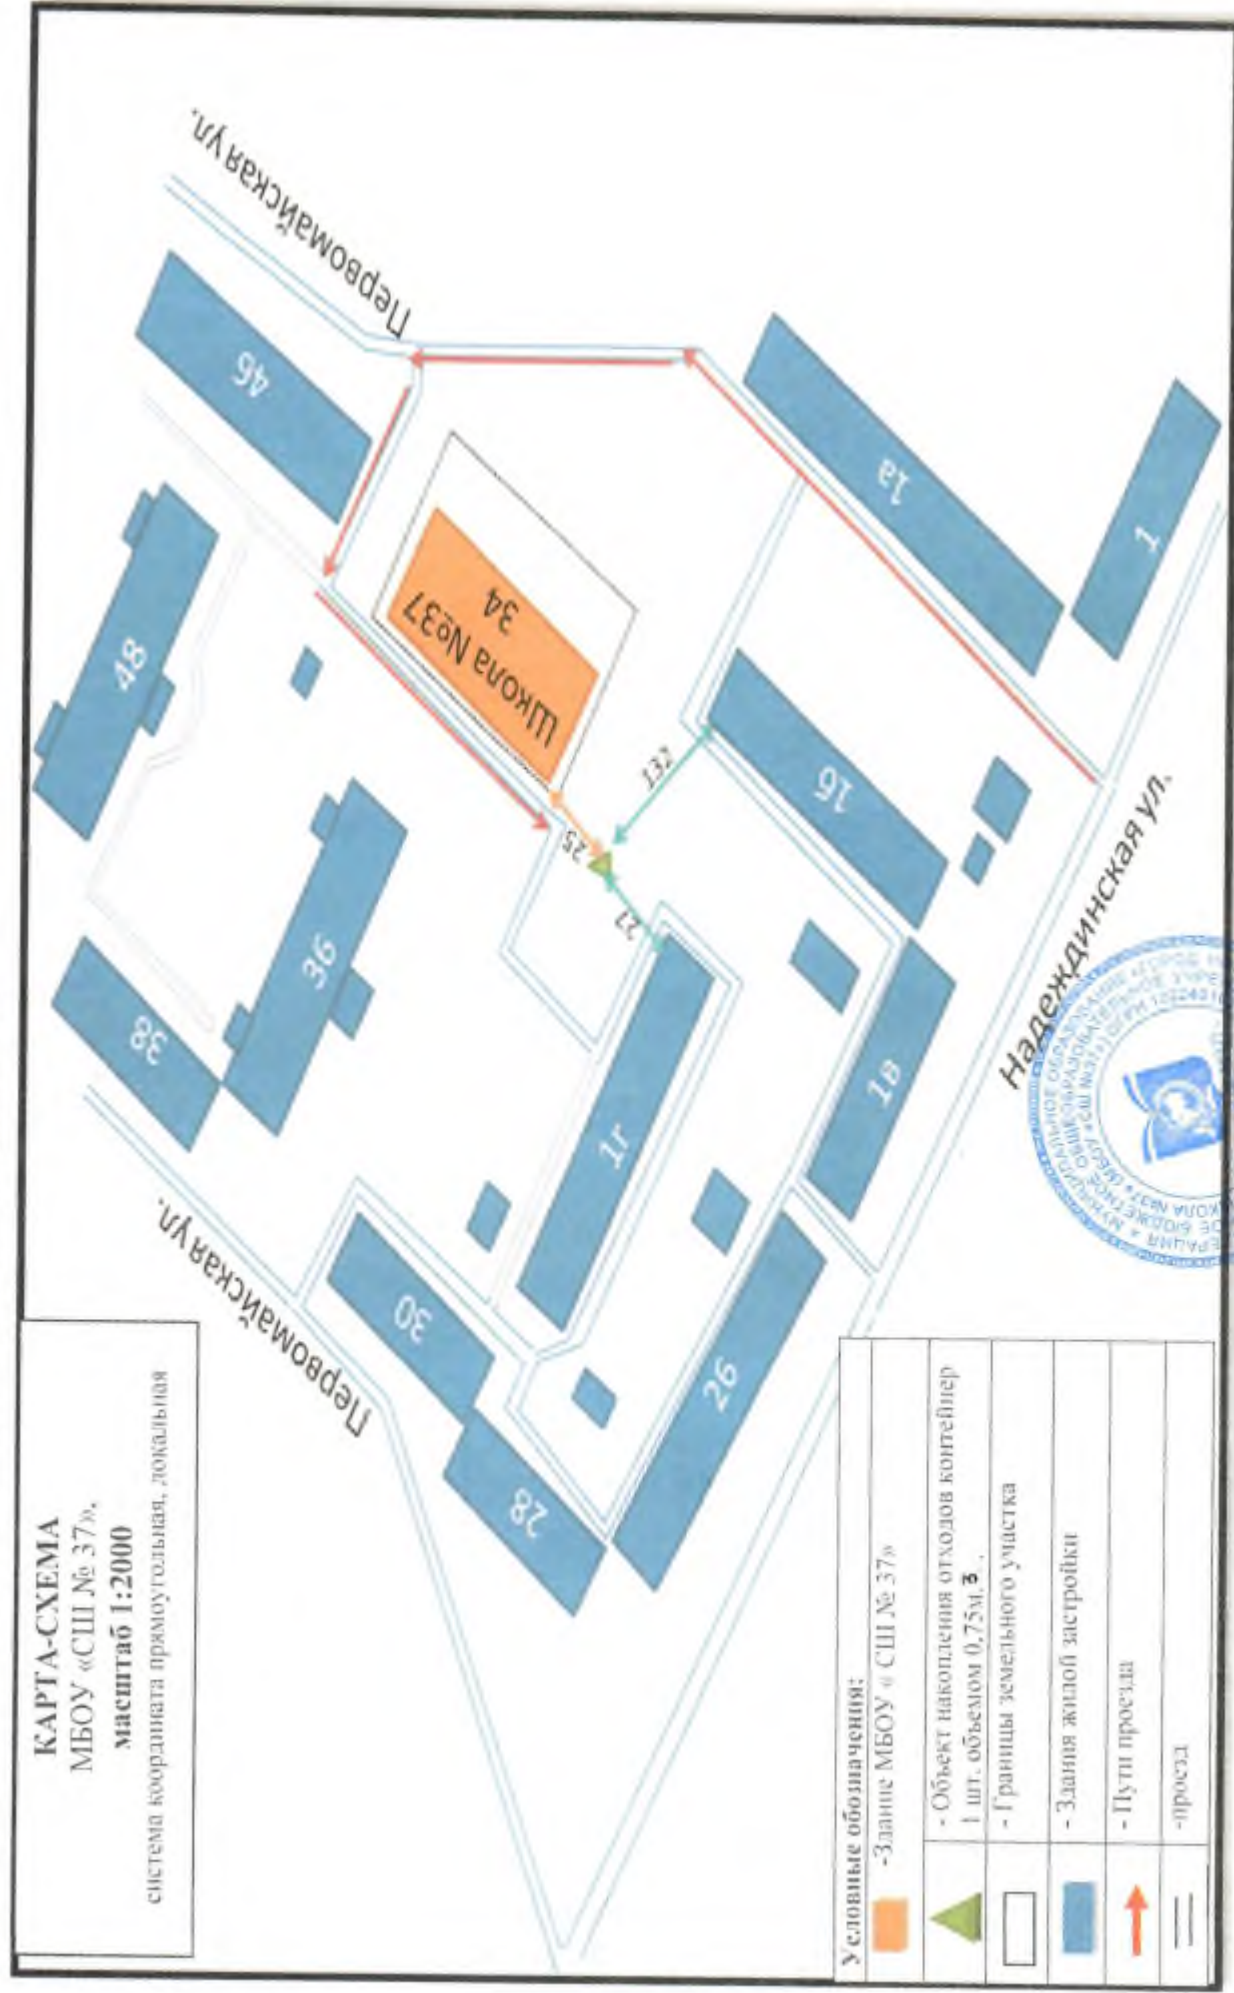 КАРТА-СХЕМА
МБОУ «СШ № 37»,
масштаб 1:2000
система координата прямоугольная, локальная
Первомайская ул.
Первомайская ул.
Надеждинская ул.
46
48
38
36
30
28
26
1г
1в
1б
1а
1
Школа №37
34
25
27
132
Условные обозначения:
-Здание МБОУ « СШ № 37»
- Объект накопления отходов контейнер
1 шт. объемом 0,75м.³.
- Границы земельного участка
- Здания жилой застройки
- Пути проезда
-проезд